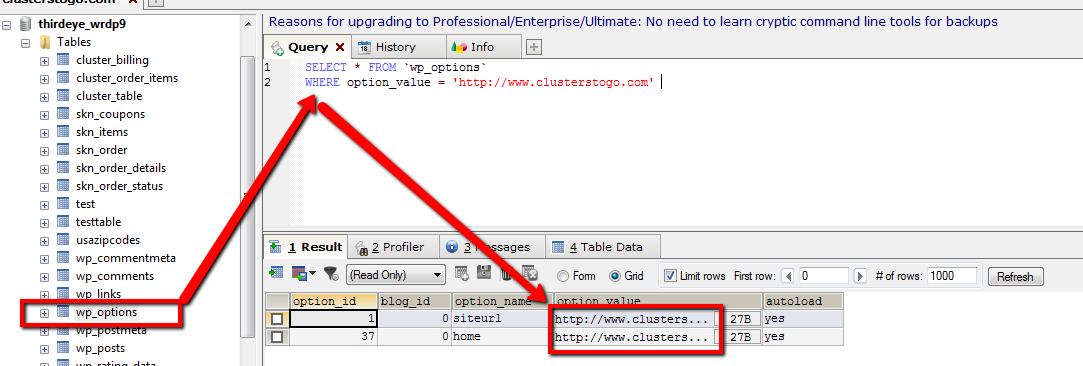 clusterstogo.com
thirdeye_wrdp9
Tables
cluster_billing
cluster_order_items
cluster_table
skn_coupons
skn_items
skn_order
skn_order_details
skn_order_status
test
testtable
usazipcodes
wp_commentmeta
wp_comments
wp_links
wp_options
wp_postmeta
wp_posts
wp_rating_data
Reasons for upgrading to Professional/Enterprise/Ultimate: No need to learn cryptic command line tools for backups
Query History Info
1 SELECT * FROM `wp_options`
2 WHERE option_value = 'http://www.clusterstogo.com'
1 Result 2 Profiler 3 Messages 4 Table Data
(Read Only) Form Grid Limit rows First row: 0 # of rows: 1000 Refresh
option_id blog_id option_name option_value autoload
1 0 siteurl http://www.clusters... 27B yes
37 0 home http://www.clusters... 27B yes